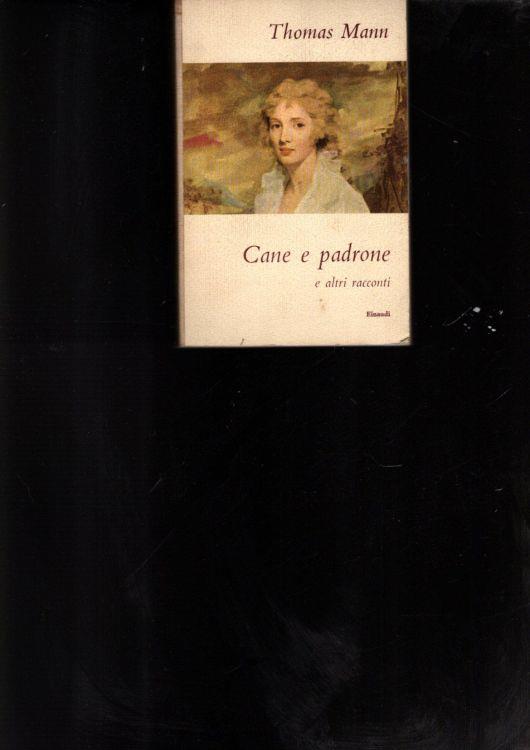 Thomas Mann
Cane e padrone
e altri racconti
Einaudi